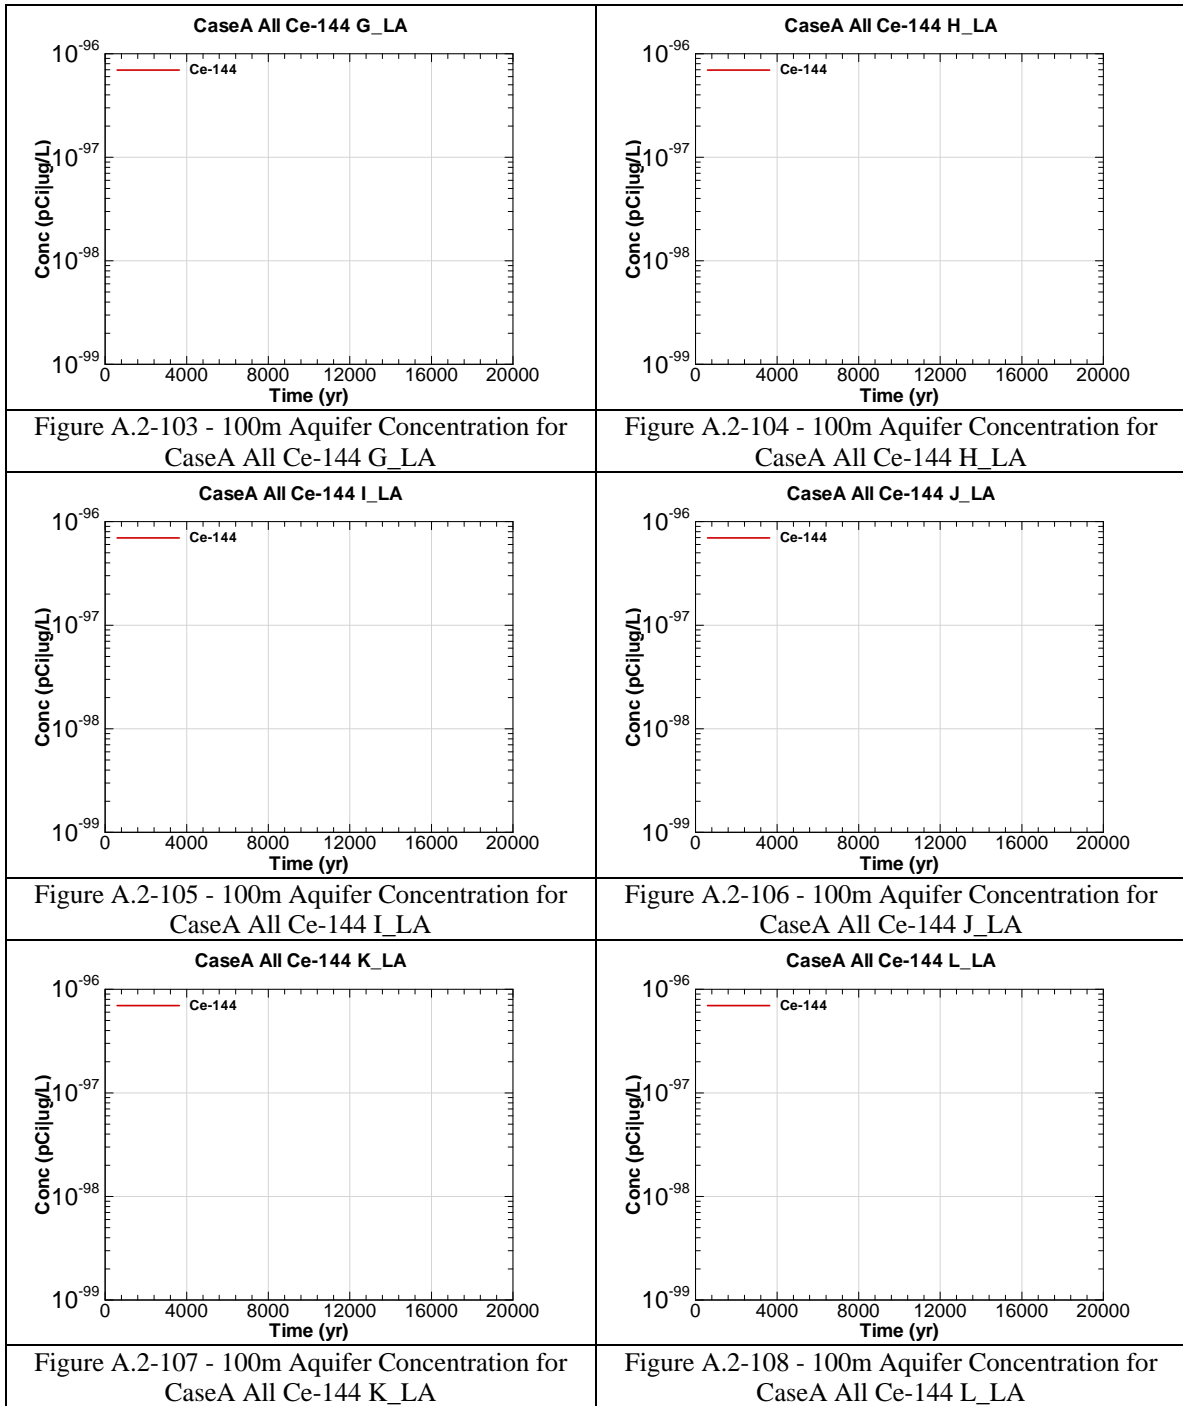 CaseA All Ce-144 G_LA
10-96
Ce-144
10-97
10-98
10-99
Conc (pCi|ug/L)
0 4000 8000 12000 16000 20000
Time (yr)
Figure A.2-103 - 100m Aquifer Concentration for
CaseA All Ce-144 G_LA
CaseA All Ce-144 H_LA
10-96
Ce-144
10-97
10-98
10-99
Conc (pCi|ug/L)
0 4000 8000 12000 16000 20000
Time (yr)
Figure A.2-104 - 100m Aquifer Concentration for
CaseA All Ce-144 H_LA
CaseA All Ce-144 I_LA
10-96
Ce-144
10-97
10-98
10-99
Conc (pCi|ug/L)
0 4000 8000 12000 16000 20000
Time (yr)
Figure A.2-105 - 100m Aquifer Concentration for
CaseA All Ce-144 I_LA
CaseA All Ce-144 J_LA
10-96
Ce-144
10-97
10-98
10-99
Conc (pCi|ug/L)
0 4000 8000 12000 16000 20000
Time (yr)
Figure A.2-106 - 100m Aquifer Concentration for
CaseA All Ce-144 J_LA
CaseA All Ce-144 K_LA
10-96
Ce-144
10-97
10-98
10-99
Conc (pCi|ug/L)
0 4000 8000 12000 16000 20000
Time (yr)
Figure A.2-107 - 100m Aquifer Concentration for
CaseA All Ce-144 K_LA
CaseA All Ce-144 L_LA
10-96
Ce-144
10-97
10-98
10-99
Conc (pCi|ug/L)
0 4000 8000 12000 16000 20000
Time (yr)
Figure A.2-108 - 100m Aquifer Concentration for
CaseA All Ce-144 L_LA